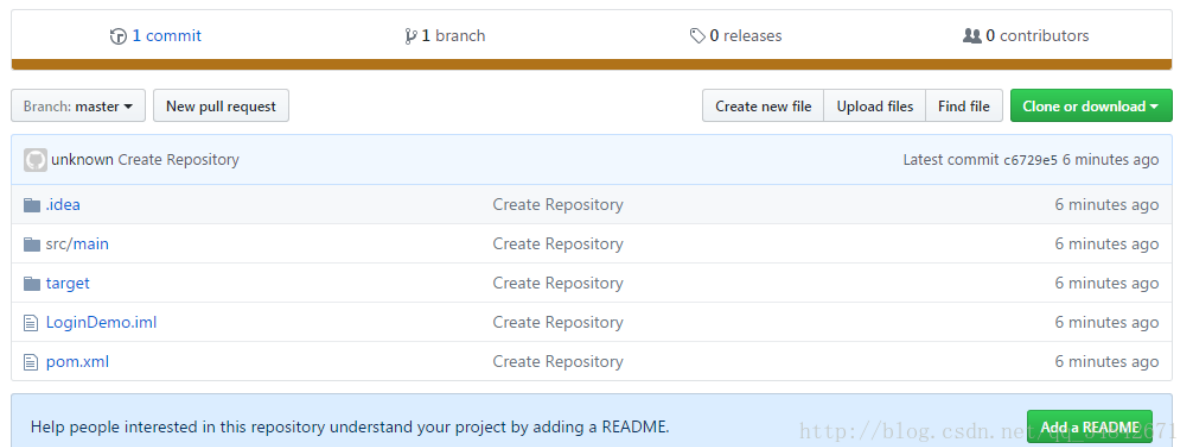 1 commit 1 branch 0 releases 0 contributors
Branch: master New pull request Create new file Upload files Find file Clone or download
unknown Create Repository Latest commit c6729e5 6 minutes ago
.idea Create Repository 6 minutes ago
src/main Create Repository 6 minutes ago
target Create Repository 6 minutes ago
LoginDemo.iml Create Repository 6 minutes ago
pom.xml Create Repository 6 minutes ago
Help people interested in this repository understand your project by adding a README. Add a README